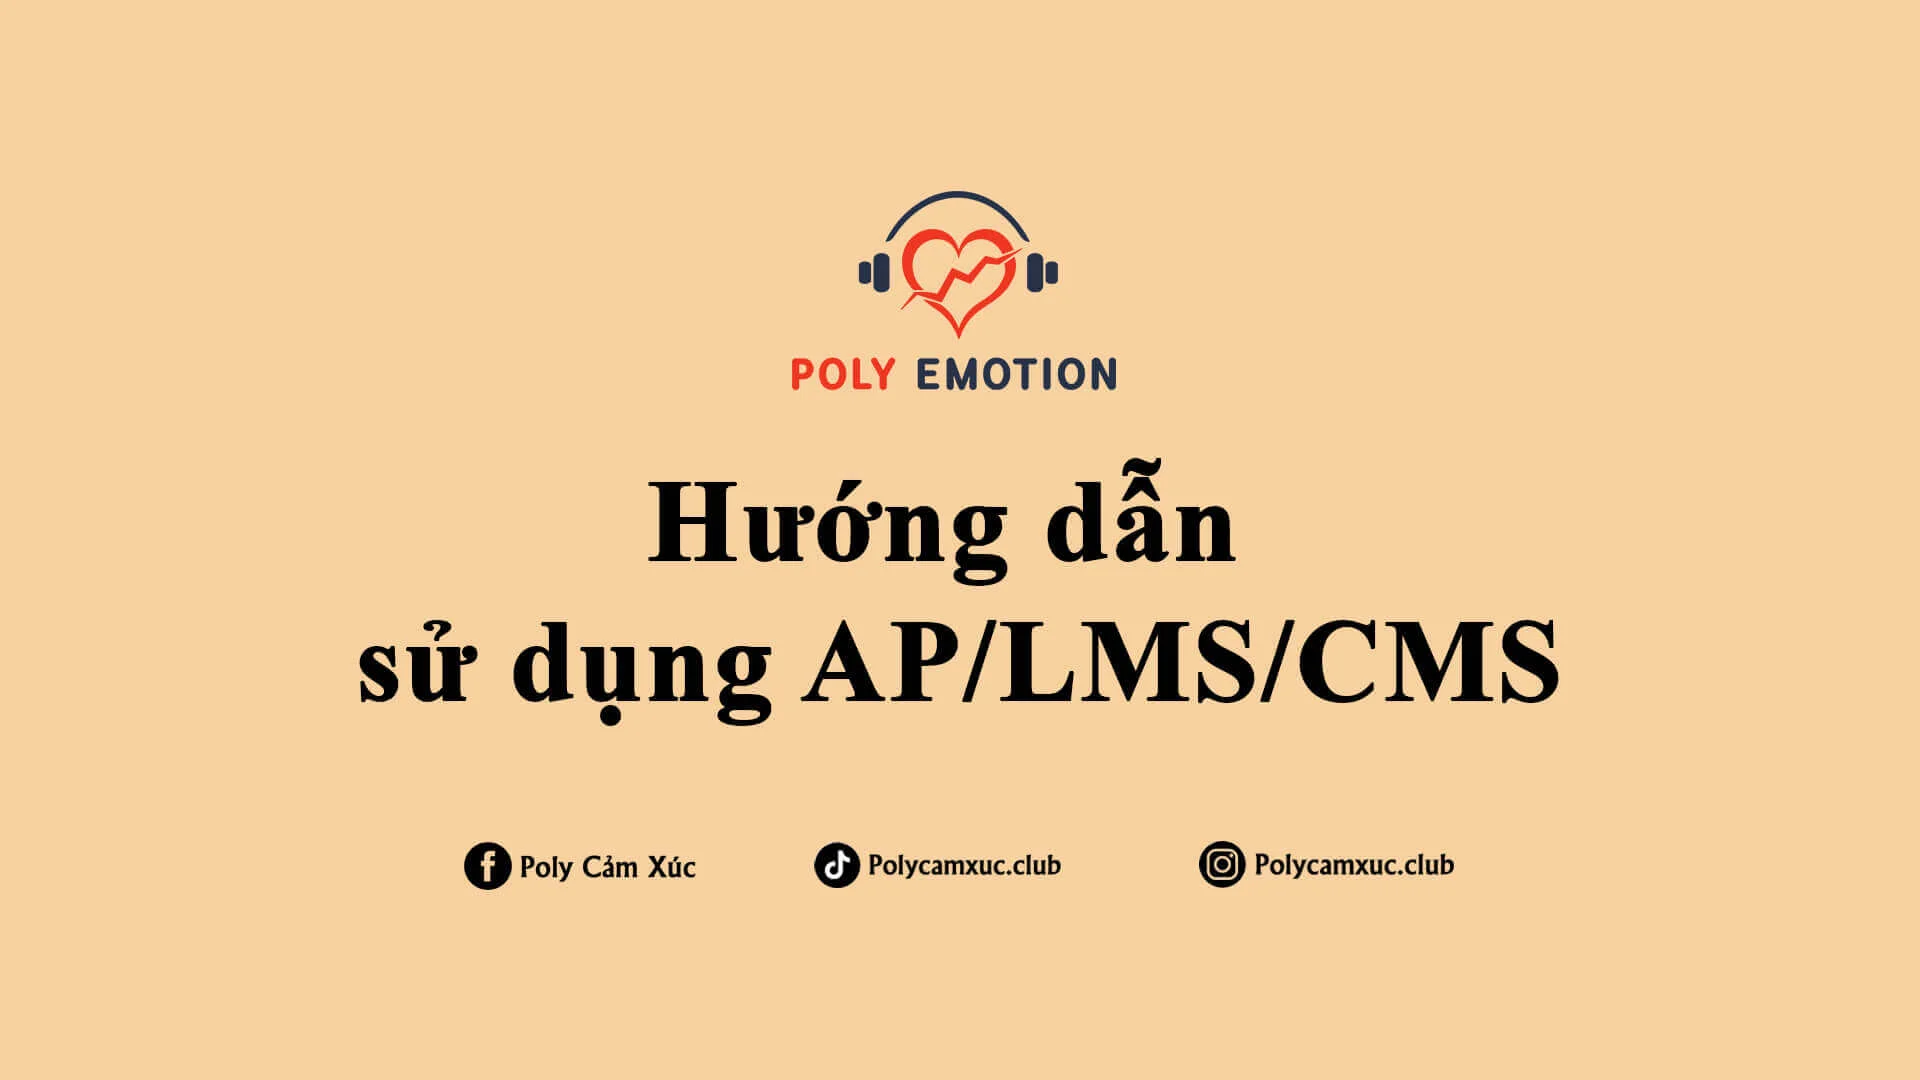 POLY EMOTION
Hướng dẫn
sử dụng AP/LMS/CMS
Poly Cảm Xúc
Polycamxuc.club
Polycamxuc.club